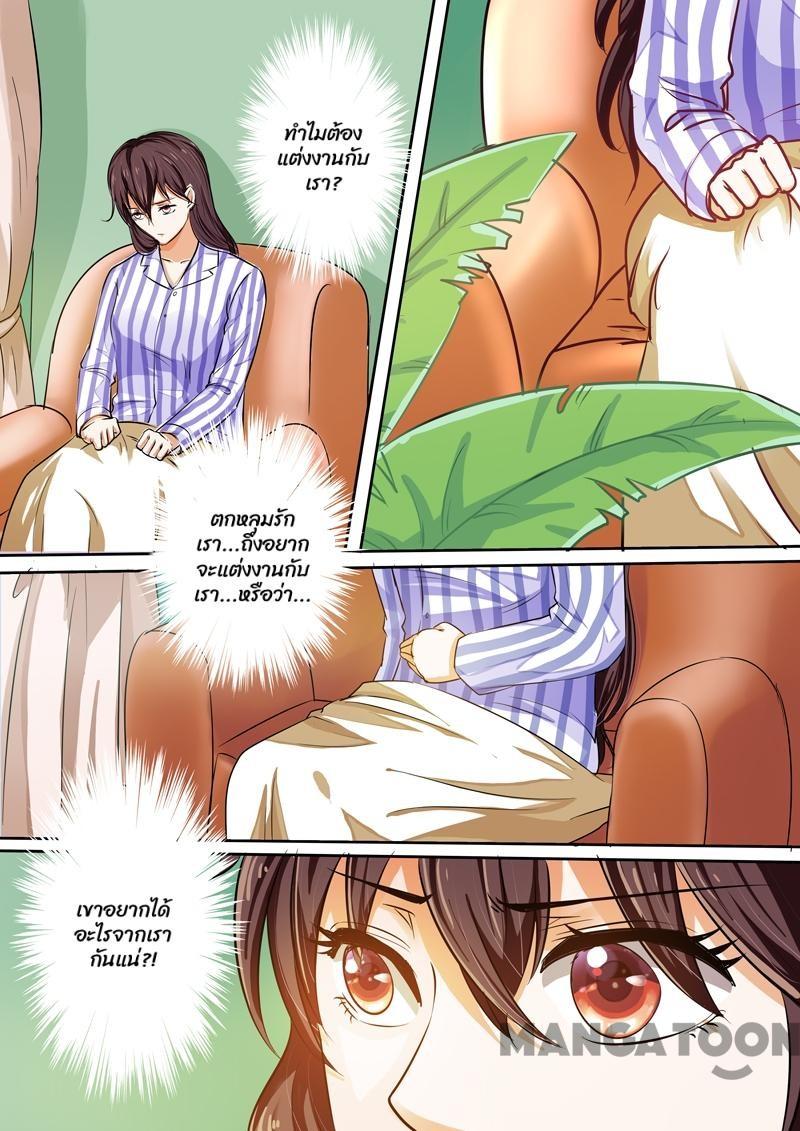 ทำไมต้อง
แต่งงานกับ
เรา?
ตกหลุมรัก
เรา...ถึงอยาก
จะแต่งงานกับ
เรา...หรือว่า...
เขาอยากได้
อะไรจากเรา
กันแน่?!
MANGATOON